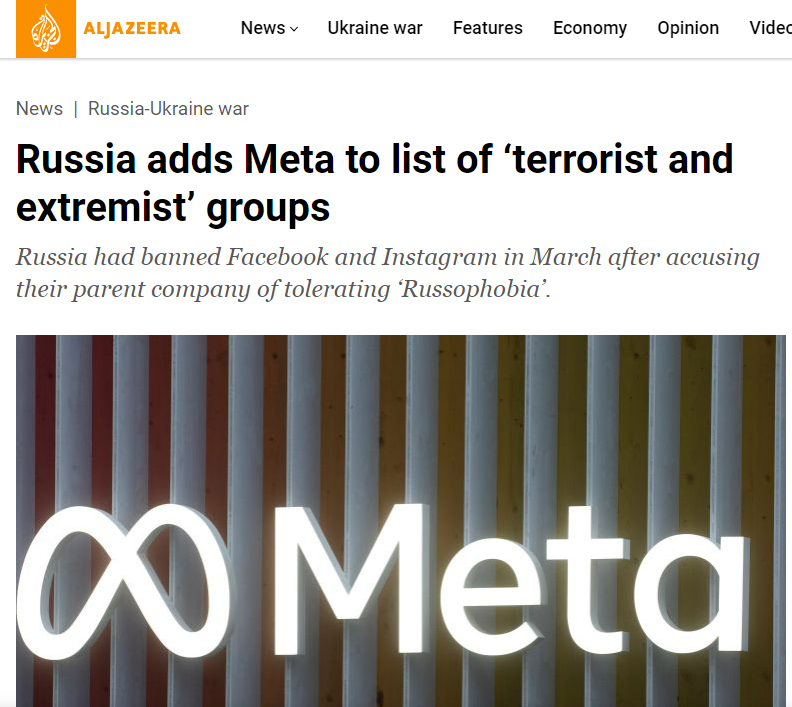 ALJAZEERA News Ukraine war Features Economy Opinion Videc
News | Russia-Ukraine war
Russia adds Meta to list of ‘terrorist and
extremist’ groups
Russia had banned Facebook and Instagram in March after accusing
their parent company of tolerating ‘Russophobia’.
Meta